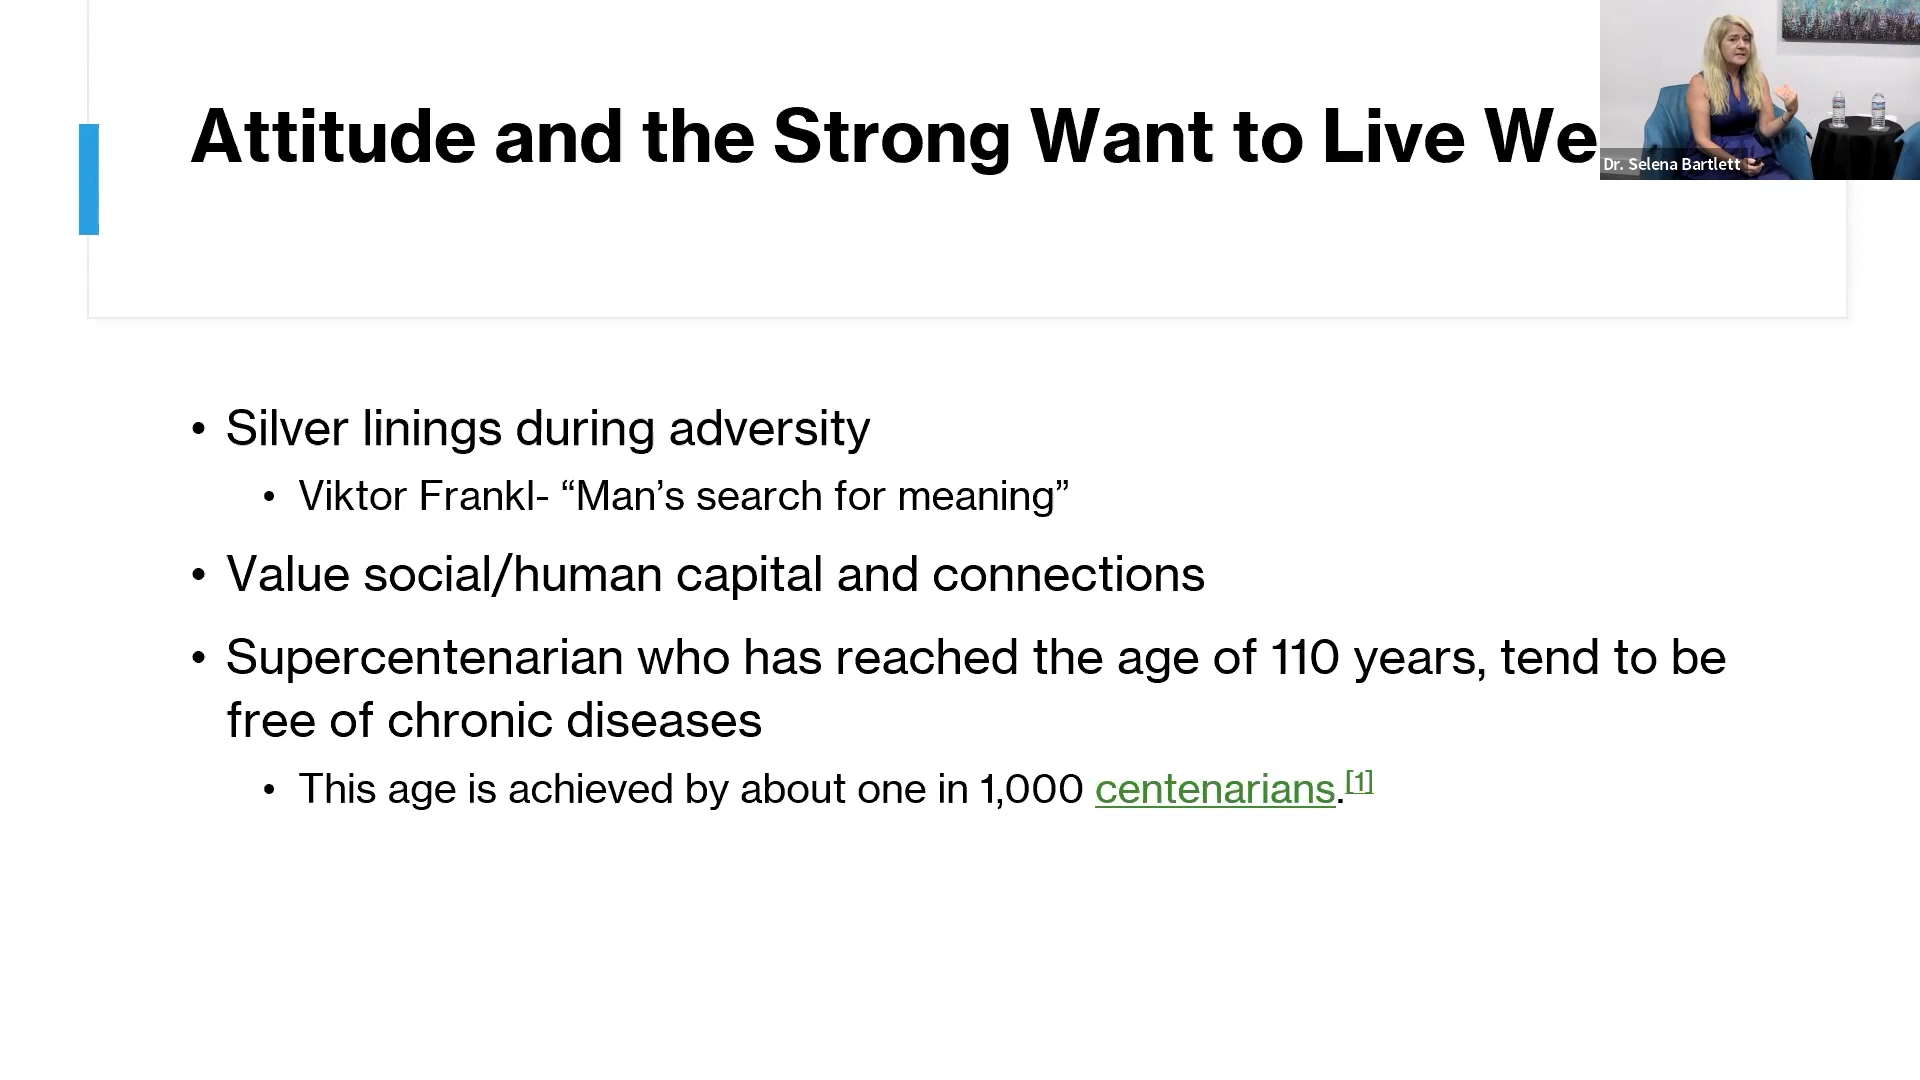 Attitude and the Strong Want to Live We
Dr. Selena Bartlett
• Silver linings during adversity
• Viktor Frankl- “Man’s search for meaning”
• Value social/human capital and connections
• Supercentenarian who has reached the age of 110 years, tend to be
free of chronic diseases
• This age is achieved by about one in 1,000 centenarians.[1]